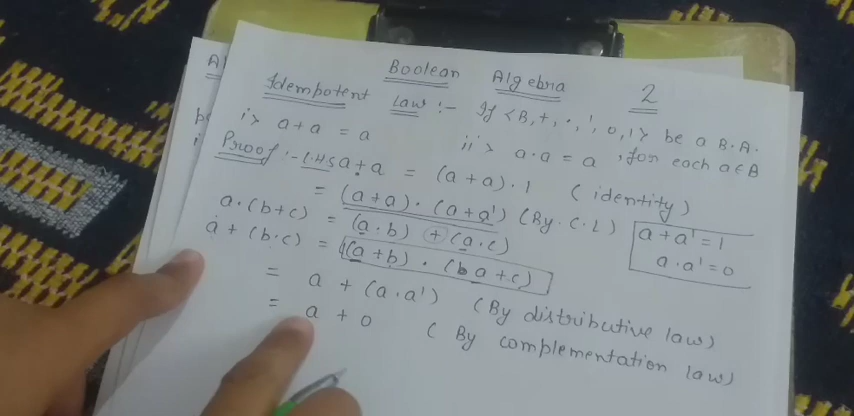 Boolean Algebra 2
Idempotent Law :- If <B, +, ·, ', 0, 1> be a B.A.
i> a + a = a ii> a · a = a , for each a ∈ B
Proof :- L.H.S a + a = (a + a) · 1 ( identity )
= (a + a) · (a + a') (By C.L)
a + a' = 1
a · a' = 0
a · (b + c) = (a · b) + (a · c)
a + (b · c) = (a + b) · (b a + c)
= a + (a · a') (By distributive law)
= a + 0 ( By complementation law)